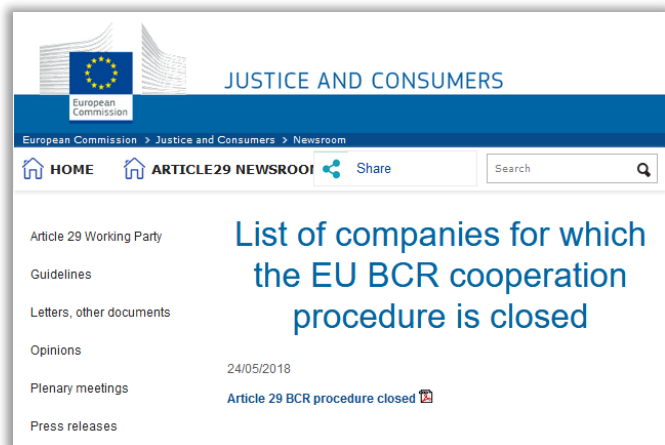 JUSTICE AND CONSUMERS
European
Commission
European Commission > Justice and Consumers > Newsroom
HOME
ARTICLE29 NEWSROO
Share
Search
Article 29 Working Party
Guidelines
Letters, other documents
Opinions
Plenary meetings
Press releases
List of companies for which
the EU BCR cooperation
procedure is closed
24/05/2018
Article 29 BCR procedure closed